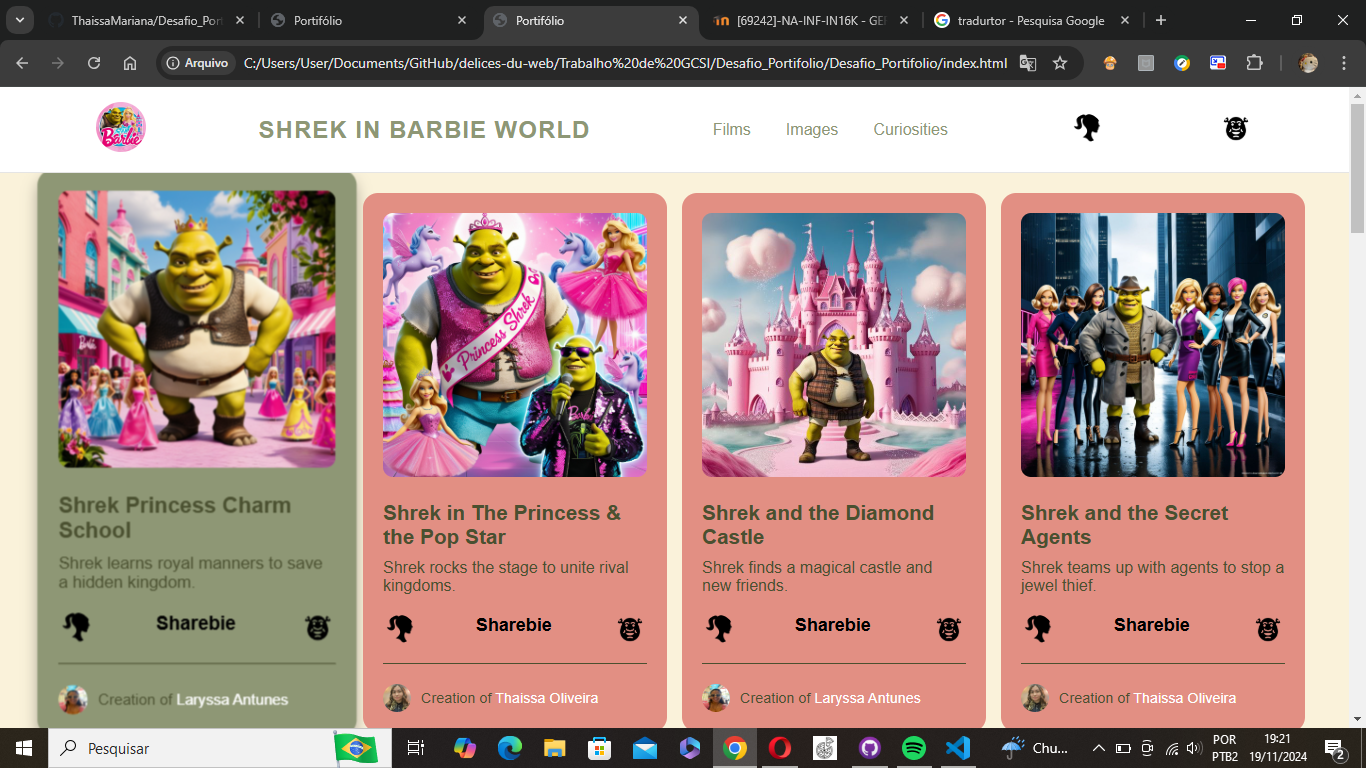 ThaissaMariana/Desafio_Port
Portifólio
Portifólio
[69242]-NA-INF-IN16K - GEF
tradurtor - Pesquisa Google
Arquivo
C:/Users/User/Documents/GitHub/delices-du-web/Trabalho%20de%20GCSI/Desafio_Portifolio/Desafio_Portifolio/index.html
Barbie
SHREK IN BARBIE WORLD
Films
Images
Curiosities
Princess Shrek
Shrek Princess Charm
School
Shrek learns royal manners to save
a hidden kingdom.
Sharebie
Creation of Laryssa Antunes
Shrek in The Princess &
the Pop Star
Shrek rocks the stage to unite rival
kingdoms.
Sharebie
Creation of Thaissa Oliveira
Shrek and the Diamond
Castle
Shrek finds a magical castle and
new friends.
Sharebie
Creation of Laryssa Antunes
Shrek and the Secret
Agents
Shrek teams up with agents to stop a
jewel thief.
Sharebie
Creation of Thaissa Oliveira
Pesquisar
Chu...
POR
PTB2
19:21
19/11/2024
2